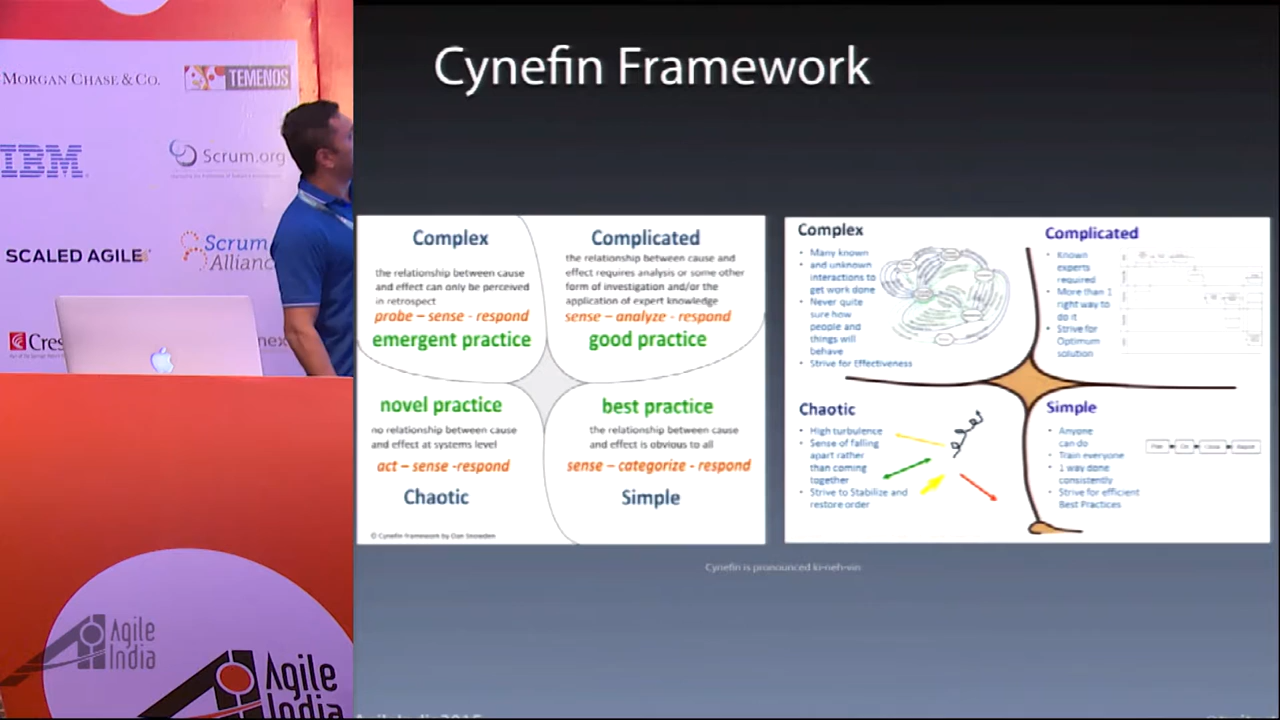 MORGAN CHASE & CO.
TEMENOS
IBM
Scrum.org
SCALED AGILE
Scrum
Alliance
Cres
nex
Agile
India
Agile
India
Cynefin Framework
Complex
the relationship between cause
and effect can only be perceived
in retrospect
probe – sense - respond
emergent practice
Complicated
the relationship between cause and
effect requires analysis or some other
form of investigation and/or the
application of expert knowledge
sense – analyze - respond
good practice
novel practice
no relationship between cause
and effect at systems level
act – sense -respond
Chaotic
best practice
the relationship between cause
and effect is obvious to all
sense – categorize - respond
Simple
© Cynefin framework by Dan Snowden
Complex
• Many known
• and unknown
interactions to
get work done
• Never quite
sure how
people and
things will
behave
• Strive for Effectiveness
Complicated
• Known
experts
required
• More than 1
right way to
do it
• Strive for
Optimum
solution
Chaotic
• High turbulence
• Sense of falling
apart rather
than coming
together
• Strive to Stabilize and
restore order
Simple
• Anyone
can do
• Train everyone
• 1 way done
consistently
• Strive for efficient
Best Practices
Cynefin is pronounced ki-neh-vin